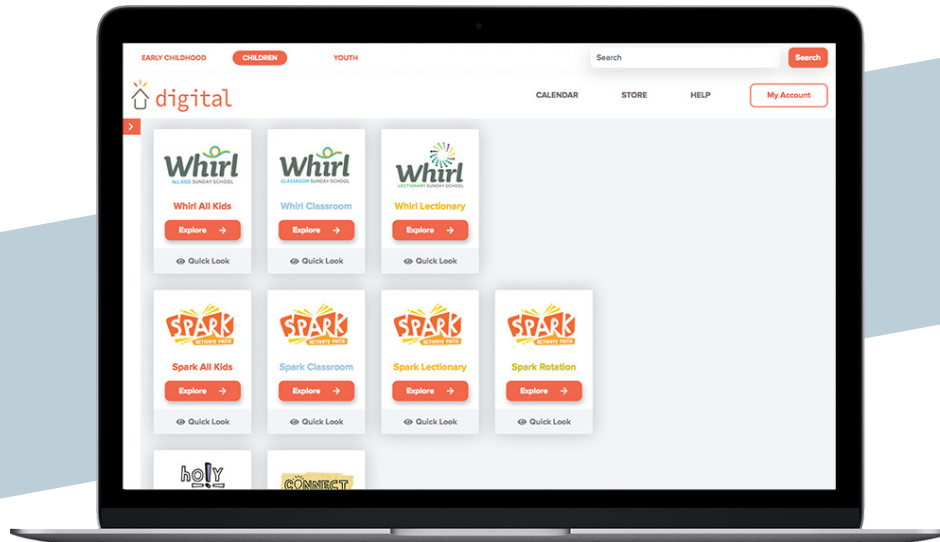 EARLY CHILDHOOD CHILDREN YOUTH Search Search
digital CALENDAR STORE HELP My Account
Whirl Whirl Whirl
ALL KIDS SUNDAY SCHOOL CLASSROOM SUNDAY SCHOOL LECTIONARY SUNDAY SCHOOL
Whirl All Kids Whirl Classroom Whirl Lectionary
Explore Explore Explore
Quick Look Quick Look Quick Look
SPARK SPARK SPARK SPARK
ACTIVATE FAITH ACTIVATE FAITH ACTIVATE FAITH ACTIVATE FAITH
Spark All Kids Spark Classroom Spark Lectionary Spark Rotation
Explore Explore Explore Explore
Quick Look Quick Look Quick Look Quick Look
holy CONNECT